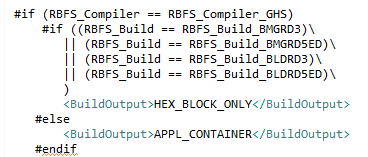 #if (RBFS_Compiler == RBFS_Compiler_GHS)
#if ((RBFS_Build == RBFS_Build_BMGRD3)\
|| (RBFS_Build == RBFS_Build_BMGRD5ED)\
|| (RBFS_Build == RBFS_Build_BLDRD3)\
|| (RBFS_Build == RBFS_Build_BLDRD5ED)\
)
<BuildOutput>HEX_BLOCK_ONLY</BuildOutput>
#else
<BuildOutput>APPL_CONTAINER</BuildOutput>
#endif